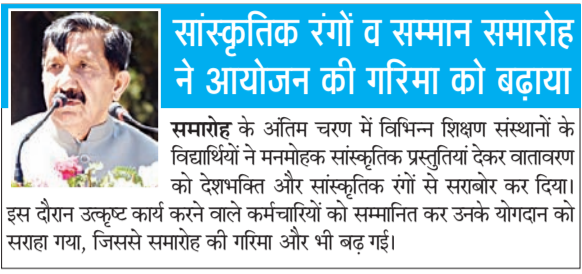 सांस्कृतिक रंगों व सम्मान समारोह
ने आयोजन की गरिमा को बढ़ाया
समारोह के अंतिम चरण में विभिन्न शिक्षण संस्थानों के
विद्यार्थियों ने मनमोहक सांस्कृतिक प्रस्तुतियां देकर वातावरण
को देशभक्ति और सांस्कृतिक रंगों से सराबोर कर दिया।
इस दौरान उत्कृष्ट कार्य करने वाले कर्मचारियों को सम्मानित कर उनके योगदान को
सराहा गया, जिससे समारोह की गरिमा और भी बढ़ गई।